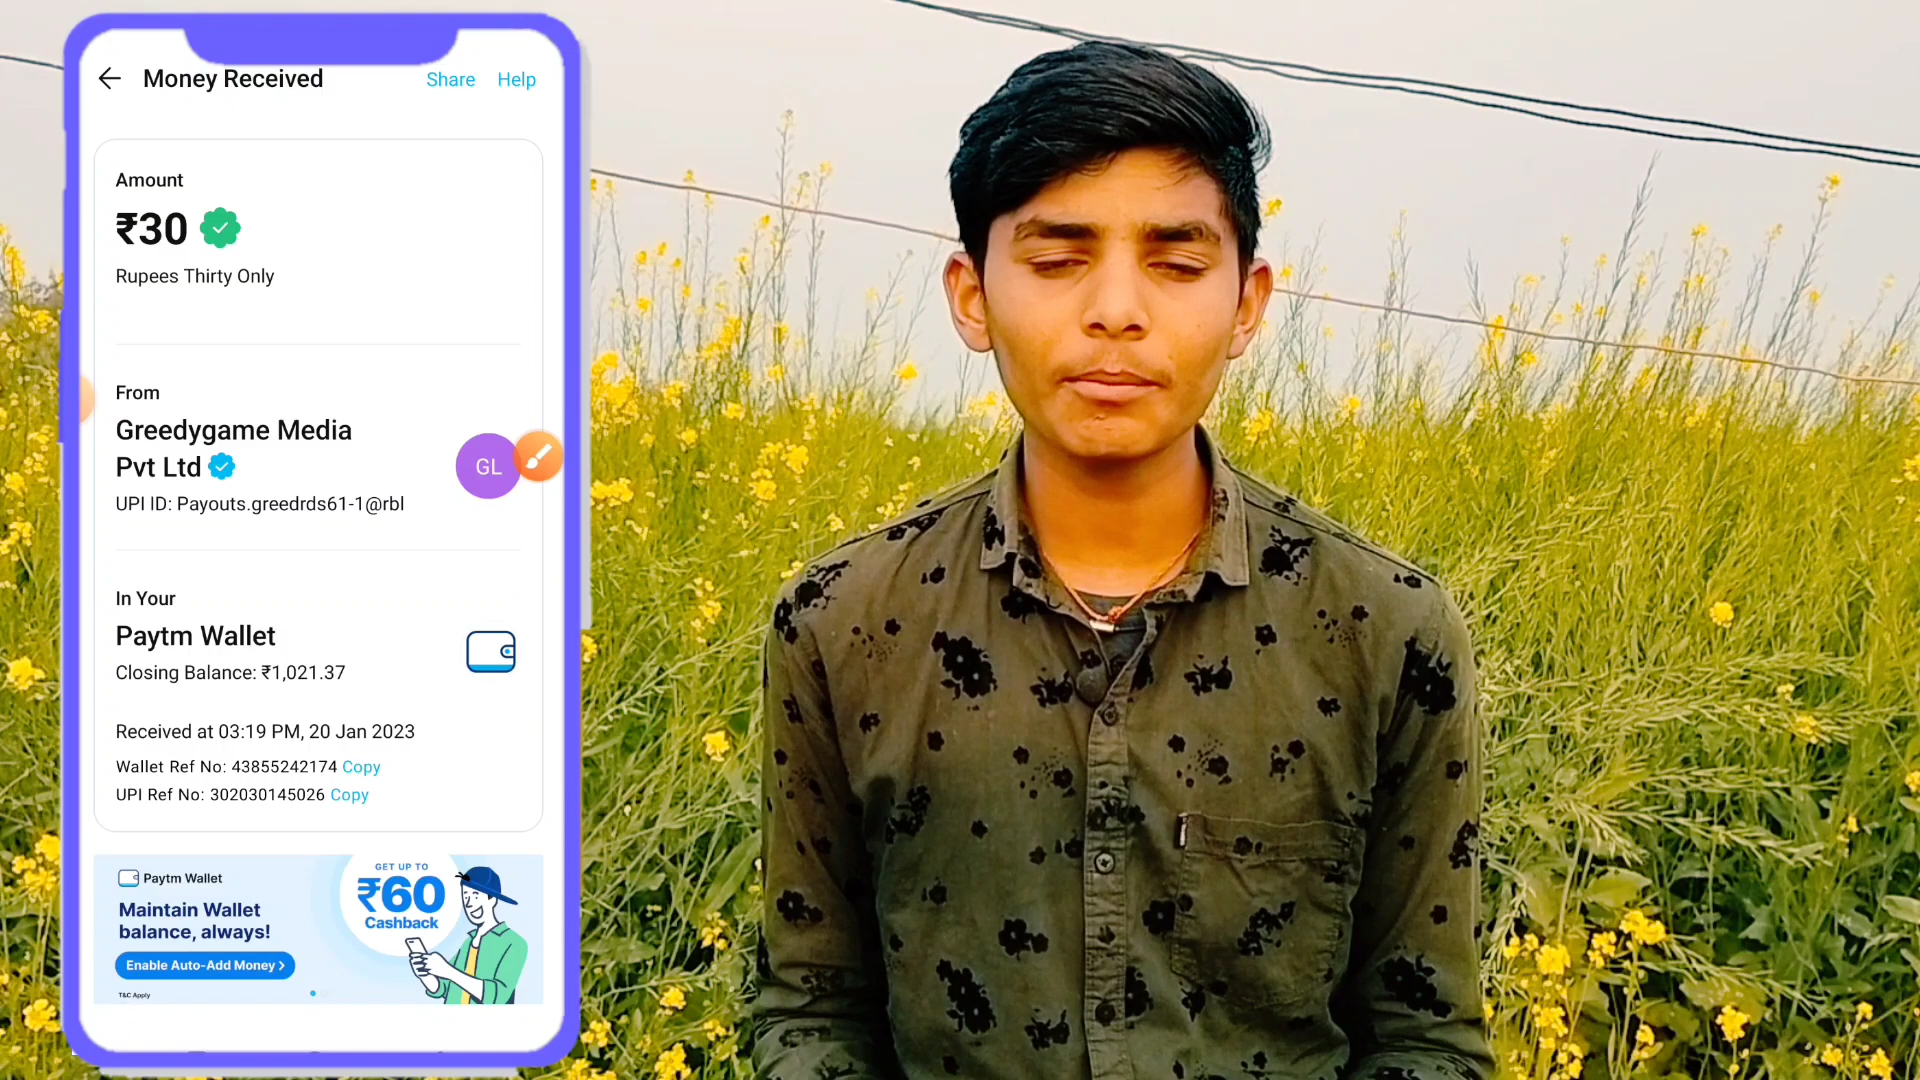 Money Received
Share Help
Amount
₹30
Rupees Thirty Only
From
Greedygame Media
Pvt Ltd
GL
UPI ID: Payouts.greedrds61-1@rbl
In Your
Paytm Wallet
Closing Balance: ₹1,021.37
Received at 03:19 PM, 20 Jan 2023
Wallet Ref No: 43855242174 Copy
UPI Ref No: 302030145026 Copy
Paytm Wallet
Maintain Wallet
balance, always!
Enable Auto-Add Money >
T&C Apply
GET UP TO
₹60
Cashback